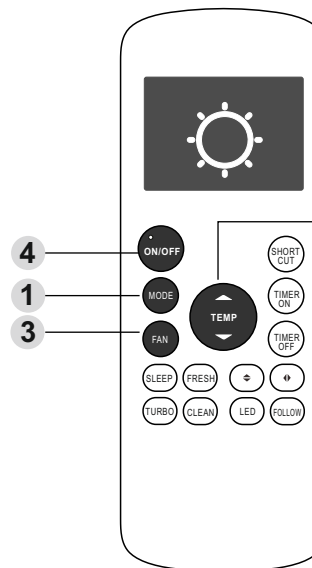 4
ON/OFF
SHORT
CUT
1
MODE
TEMP
TIMER
ON
3
FAN
TIMER
OFF
SLEEP
FRESH
TURBO
CLEAN
LED
FOLLOW